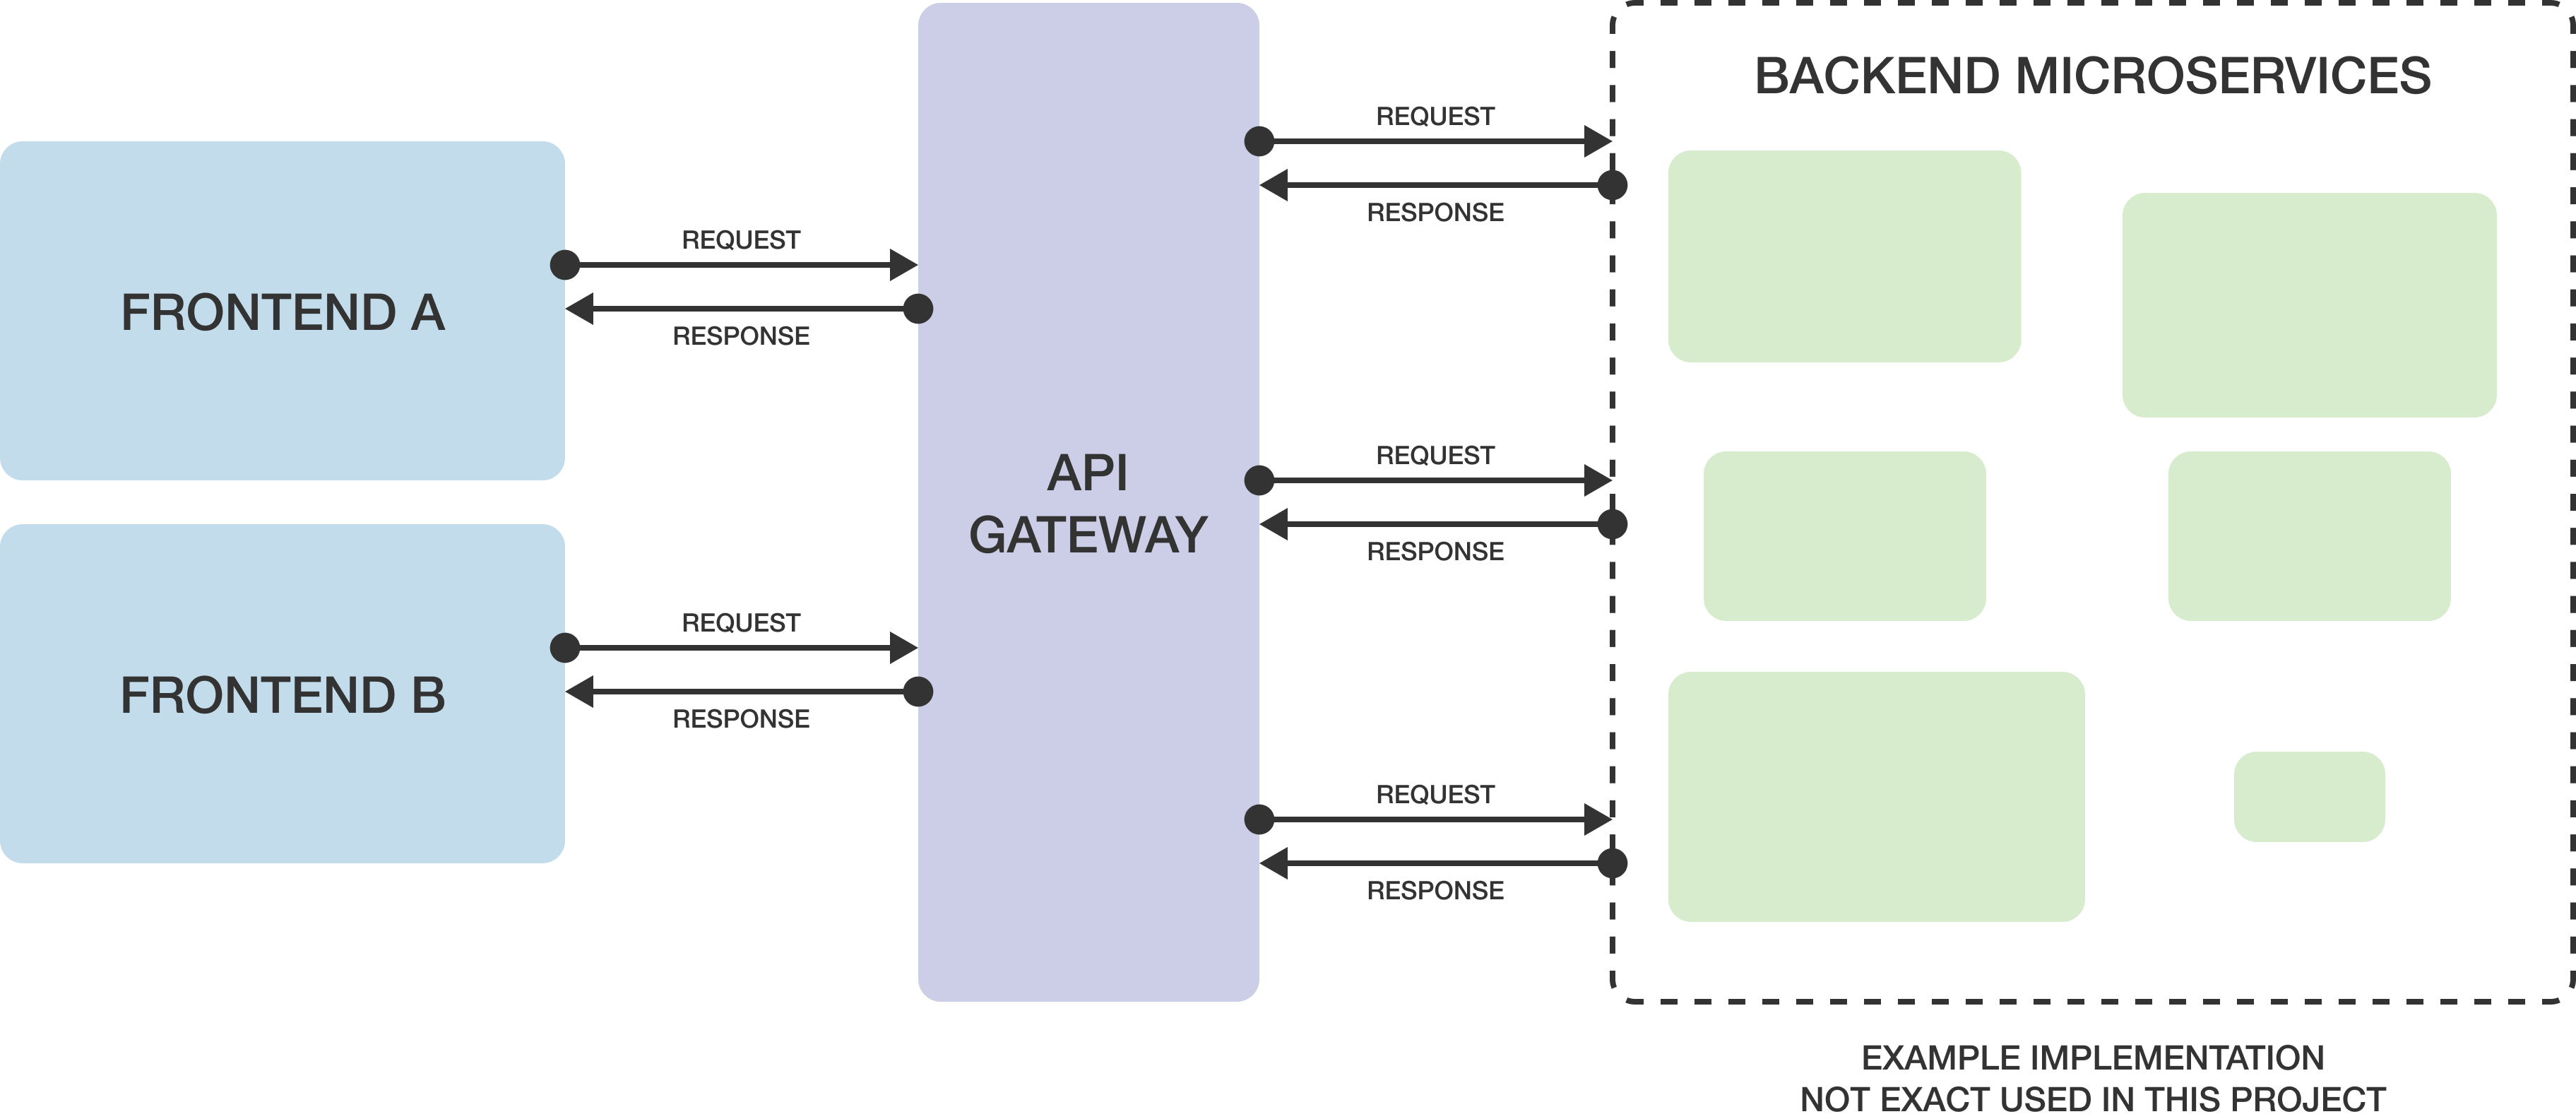 FRONTEND A
FRONTEND B
REQUEST
RESPONSE
REQUEST
RESPONSE
API
GATEWAY
REQUEST
RESPONSE
REQUEST
RESPONSE
REQUEST
RESPONSE
BACKEND MICROSERVICES
EXAMPLE IMPLEMENTATION
NOT EXACT USED IN THIS PROJECT